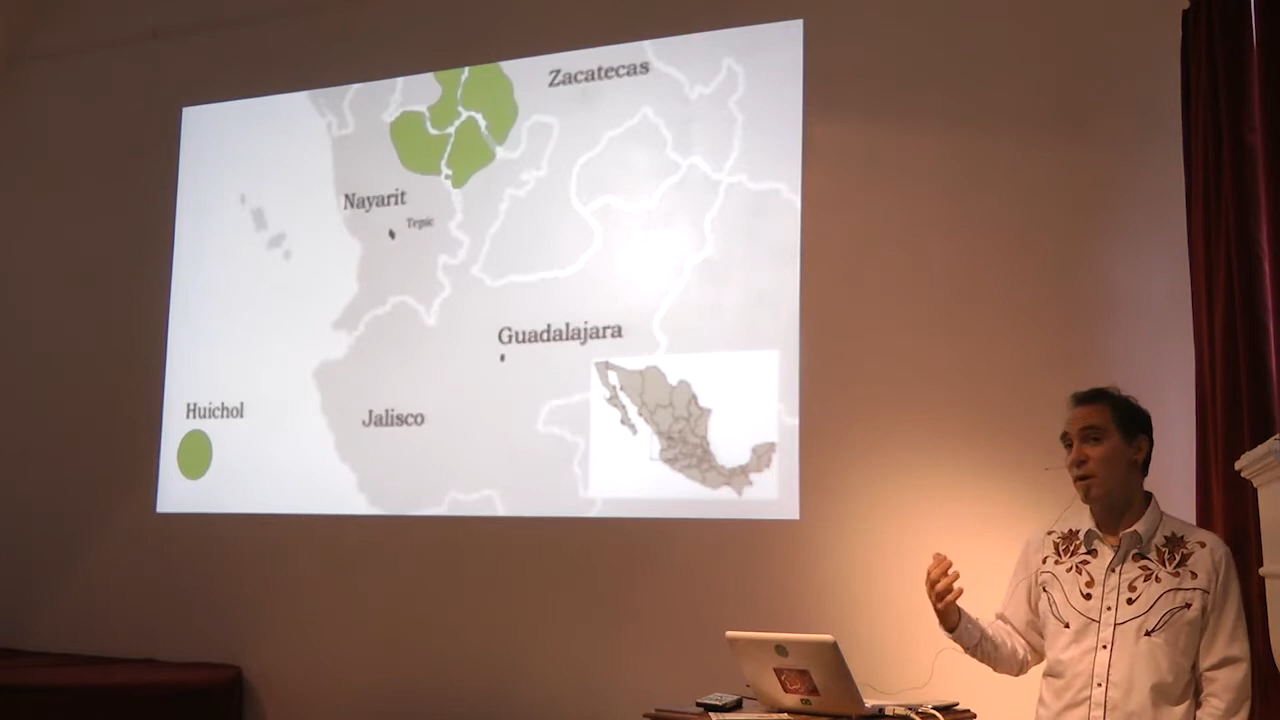 Zacatecas
Nayarit
Tepic
Guadalajara
Huichol
Jalisco